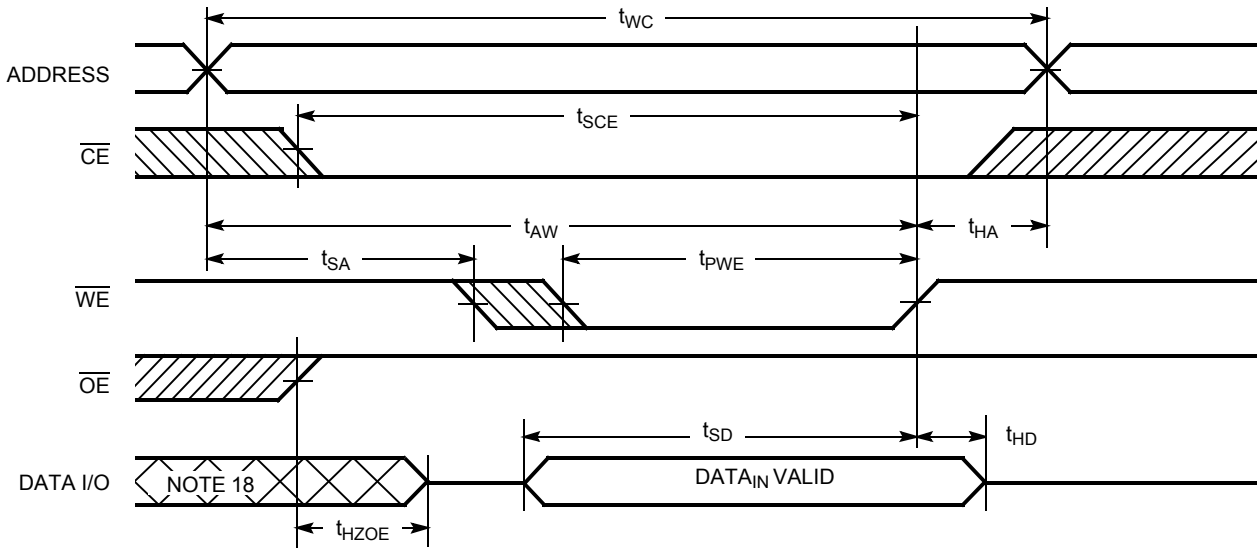 tWC
ADDRESS
tSCE
CE
tAW
tHA
tSA
tPWE
WE
OE
tSD
tHD
DATA I/O
NOTE 18
DATAIN VALID
tHZOE